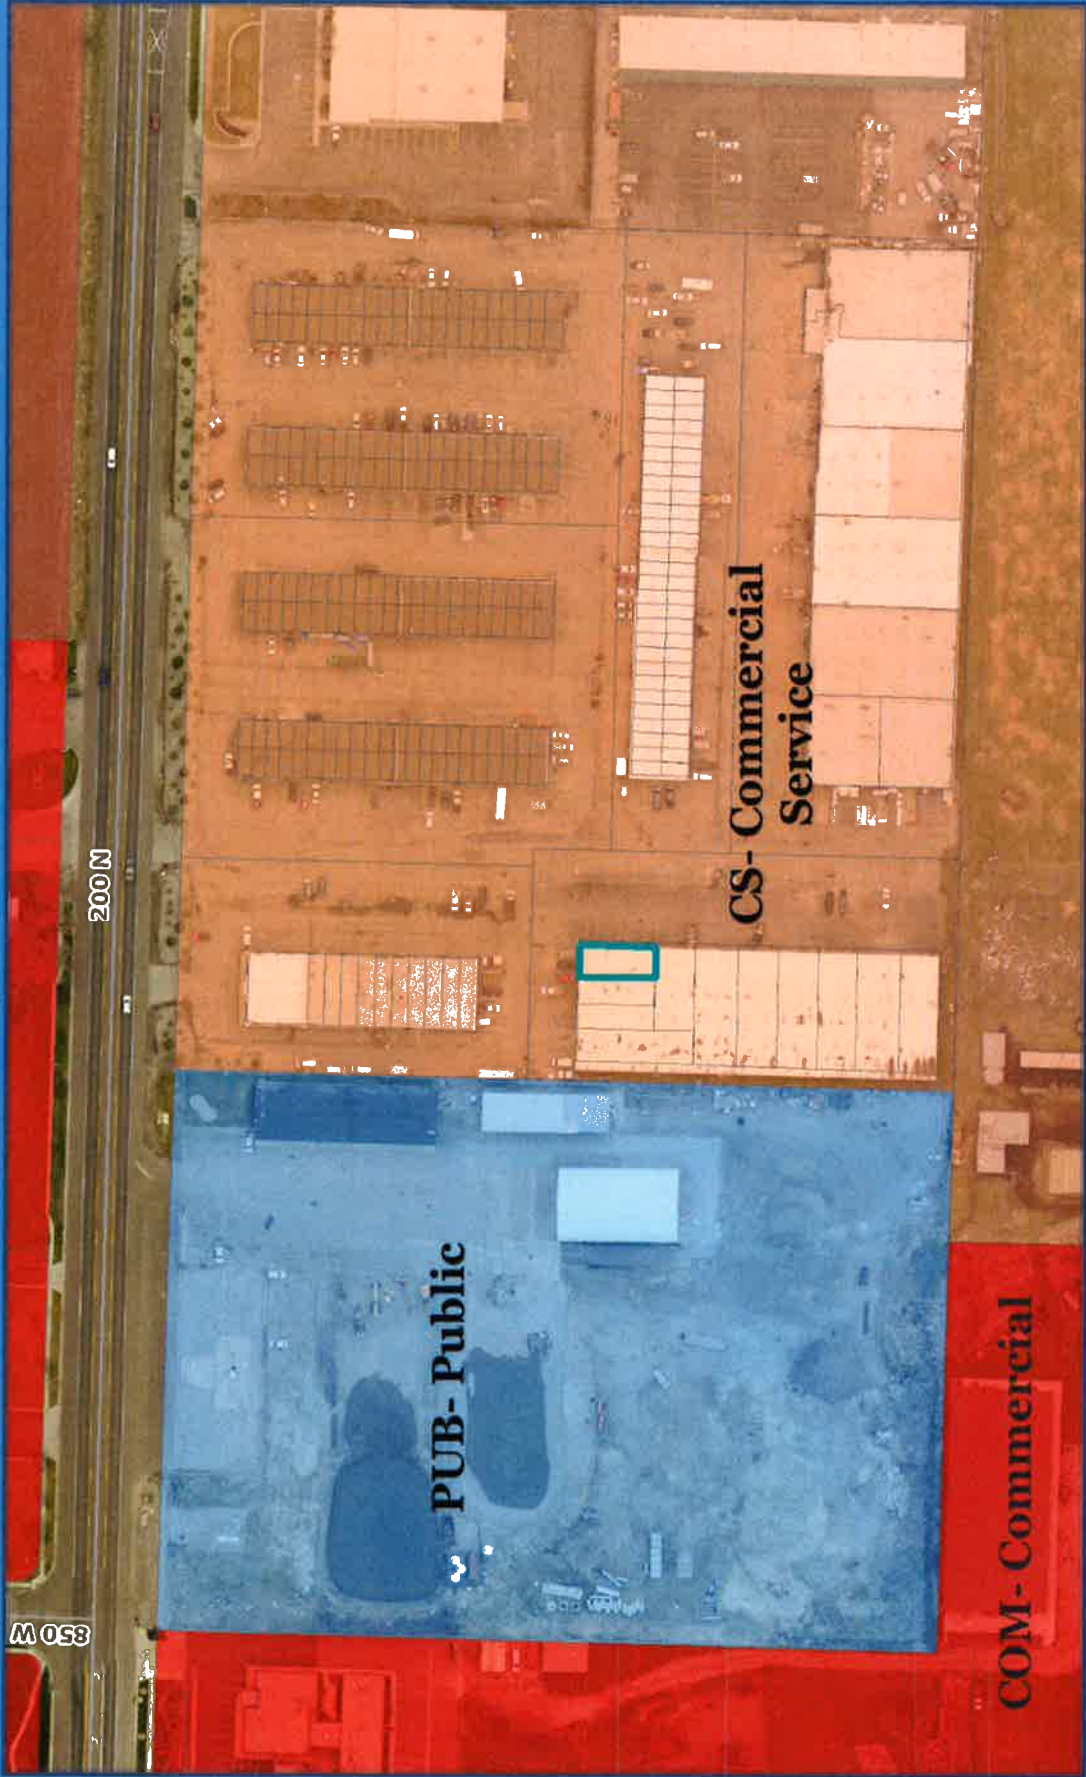 200 N
850 W
CS- Commercial
Service
PUB- Public
COM- Commercial